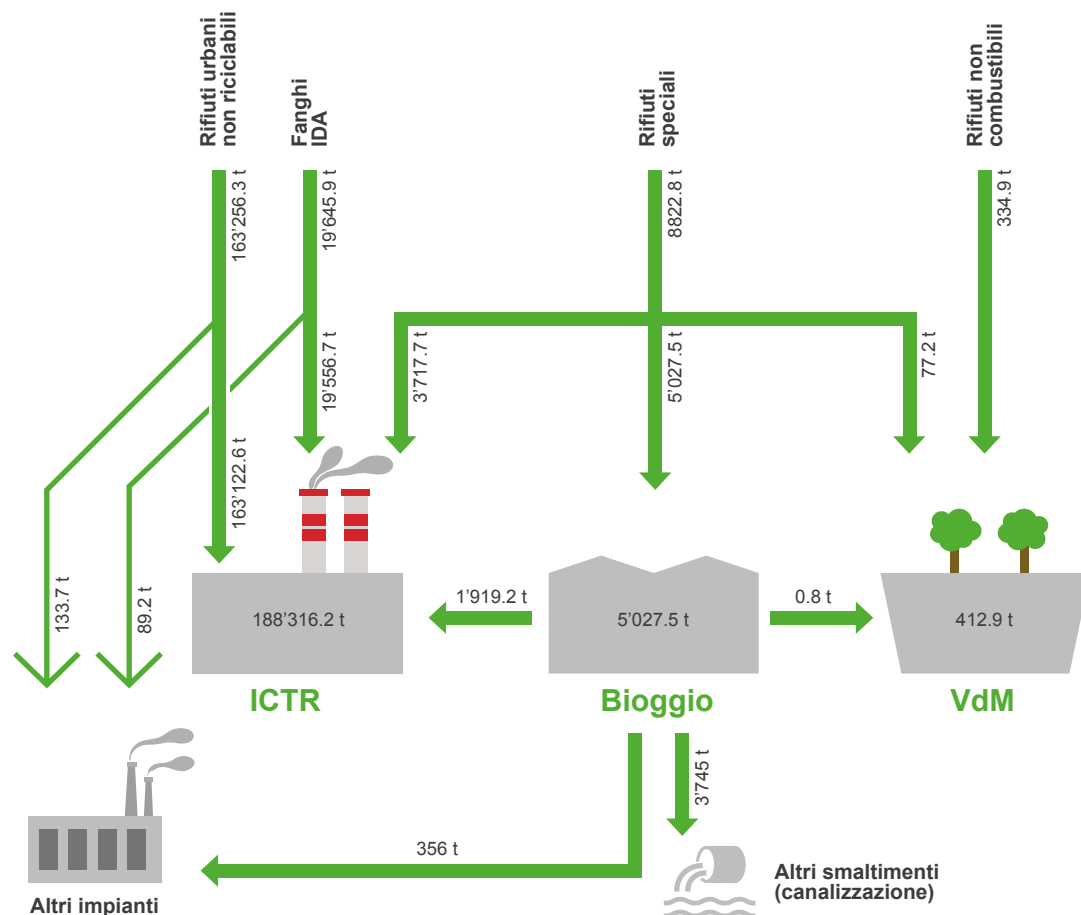 Rifiuti urbani
non riciclabili
Fanghi
IDA
Rifiuti
speciali
Rifiuti non
combustibili
163’256.3 t
19’645.9 t
8822.8 t
334.9 t
19’556.7 t
3’717.7 t
5’027.5 t
77.2 t
163’122.6 t
133.7 t
89.2 t
188’316.2 t
1’919.2 t
5’027.5 t
0.8 t
412.9 t
ICTR
Bioggio
VdM
3’745 t
356 t
Altri impianti
Altri smaltimenti
(canalizzazione)